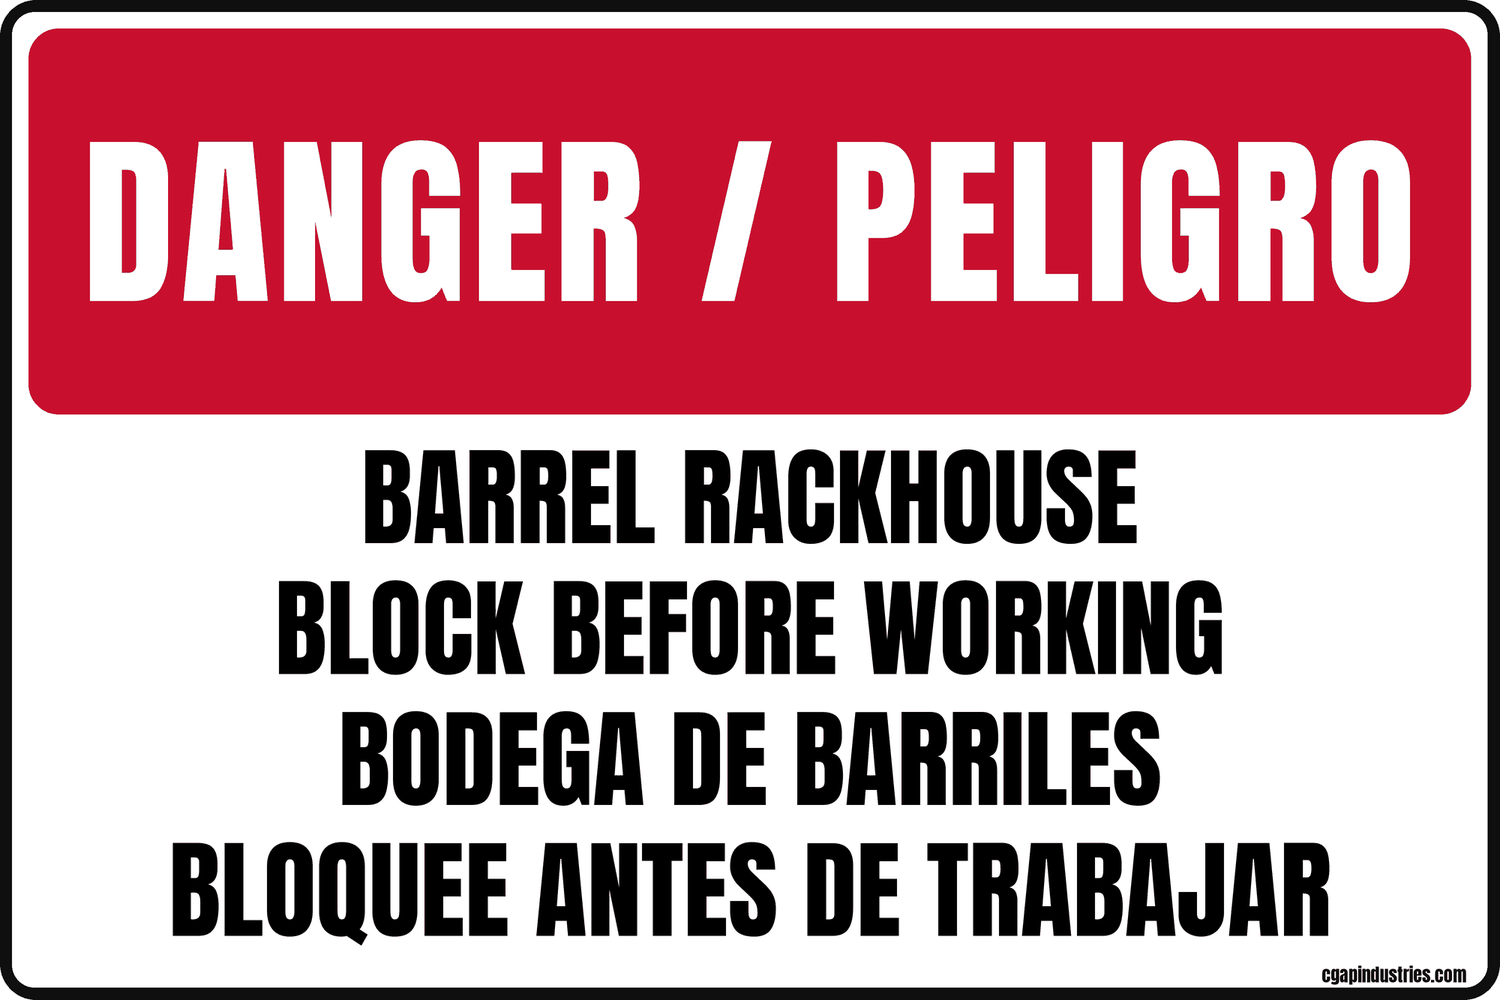 DANGER / PELIGRO
BARREL RACKHOUSE
BLOCK BEFORE WORKING
BODEGA DE BARRILES
BLOQUEE ANTES DE TRABAJAR
cgapindustries.com